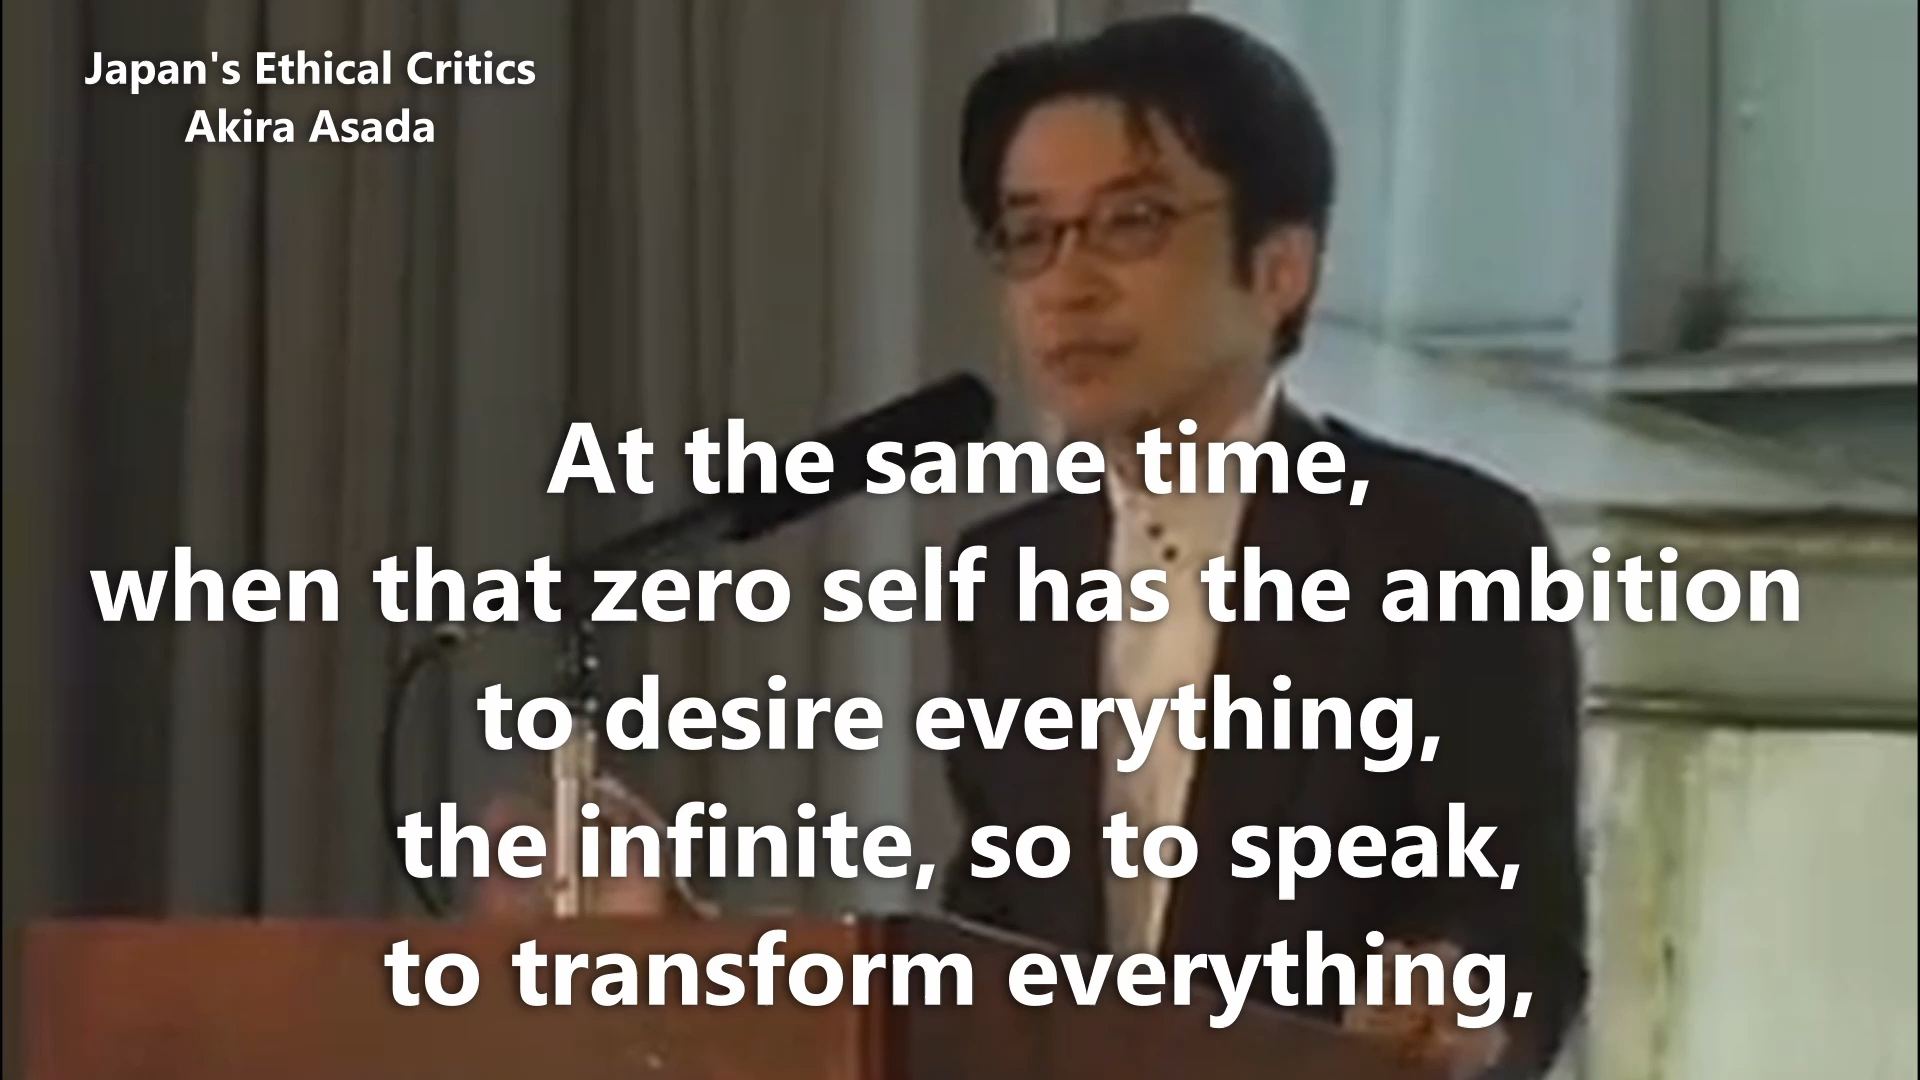 Japan's Ethical Critics
Akira Asada
At the same time,
when that zero self has the ambition
to desire everything,
the infinite, so to speak,
to transform everything,